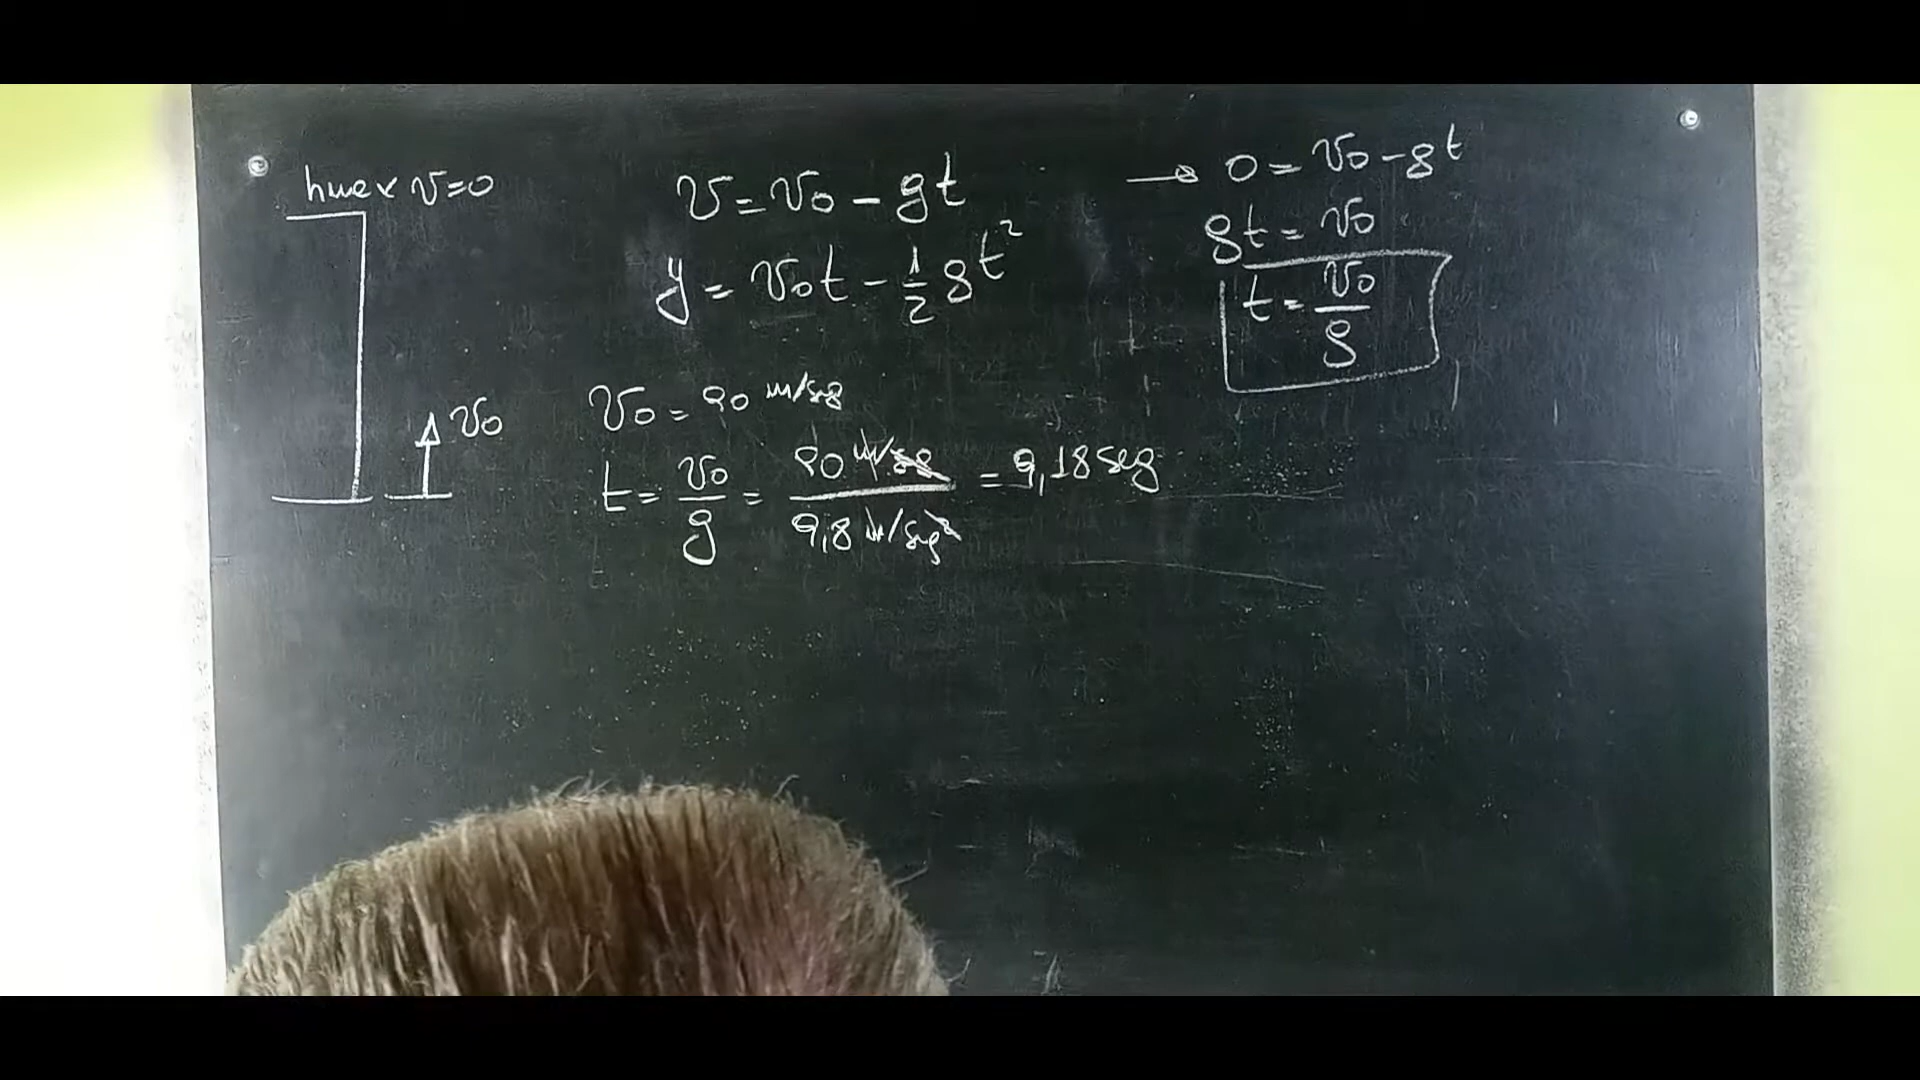 hmax v=0
v = v₀ - gt
y = v₀t - 1/2 gt²
→ 0 = v₀ - gt
gt = v₀
t = v₀/g
v₀
v₀ = 90 m/seg
t = v₀/g = 90 m/seg / 9,8 m/seg² = 9,18 seg